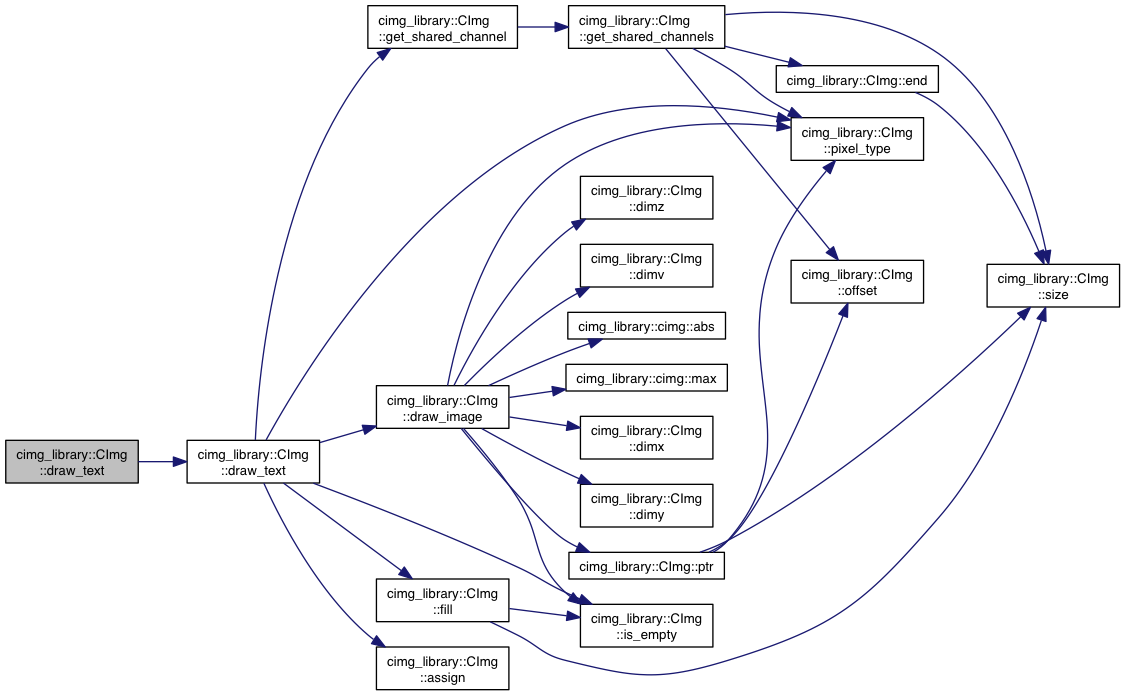 cimg_library::CImg
::get_shared_channel
cimg_library::CImg
::get_shared_channels
cimg_library::CImg::end
cimg_library::CImg
::pixel_type
cimg_library::CImg
::dimz
cimg_library::CImg
::dimv
cimg_library::CImg
::offset
cimg_library::CImg
::size
cimg_library::cimg::abs
cimg_library::cimg::max
cimg_library::CImg
::draw_image
cimg_library::CImg
::dimx
cimg_library::CImg
::draw_text
cimg_library::CImg
::draw_text
cimg_library::CImg
::dimy
cimg_library::CImg::ptr
cimg_library::CImg
::fill
cimg_library::CImg
::is_empty
cimg_library::CImg
::assign